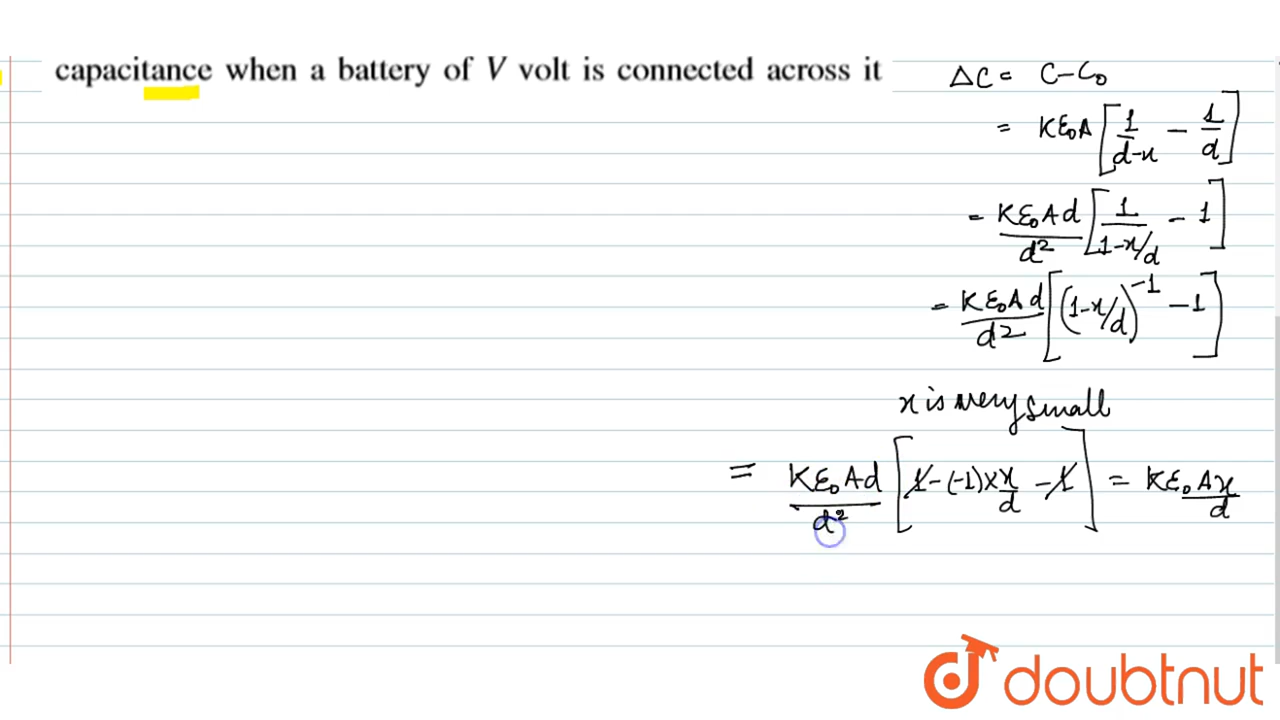 capacitance when a battery of V volt is connected across it
ΔC = C-C₀
= Kε₀A [1/(d-x) - 1/d]
= Kε₀Ad/d² [1/(1-x/d) - 1]
= Kε₀Ad/d² [(1-x/d)⁻¹ - 1]
x is very small
= Kε₀Ad/d² [1-(-1)×x/d - 1] = Kε₀Ax/d
doubtnut